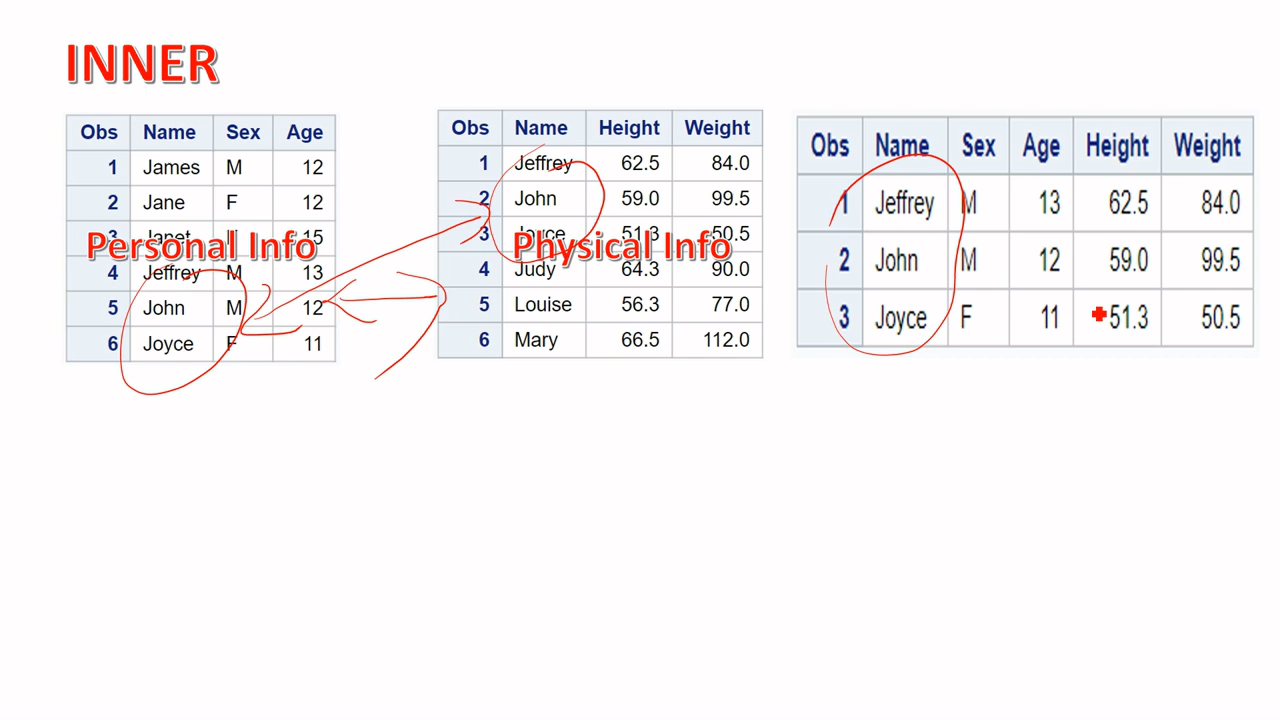 INNER
Obs Name Sex Age
1 James M 12
2 Jane F 12
3 Janet 15
4 Jeffrey M 13
5 John M 12
6 Joyce F 11
Personal Info
Obs Name Height Weight
1 Jeffrey 62.5 84.0
2 John 59.0 99.5
3 Joyce 51.3 50.5
4 Judy 64.3 90.0
5 Louise 56.3 77.0
6 Mary 66.5 112.0
Physical Info
Obs Name Sex Age Height Weight
1 Jeffrey M 13 62.5 84.0
2 John M 12 59.0 99.5
3 Joyce F 11 51.3 50.5